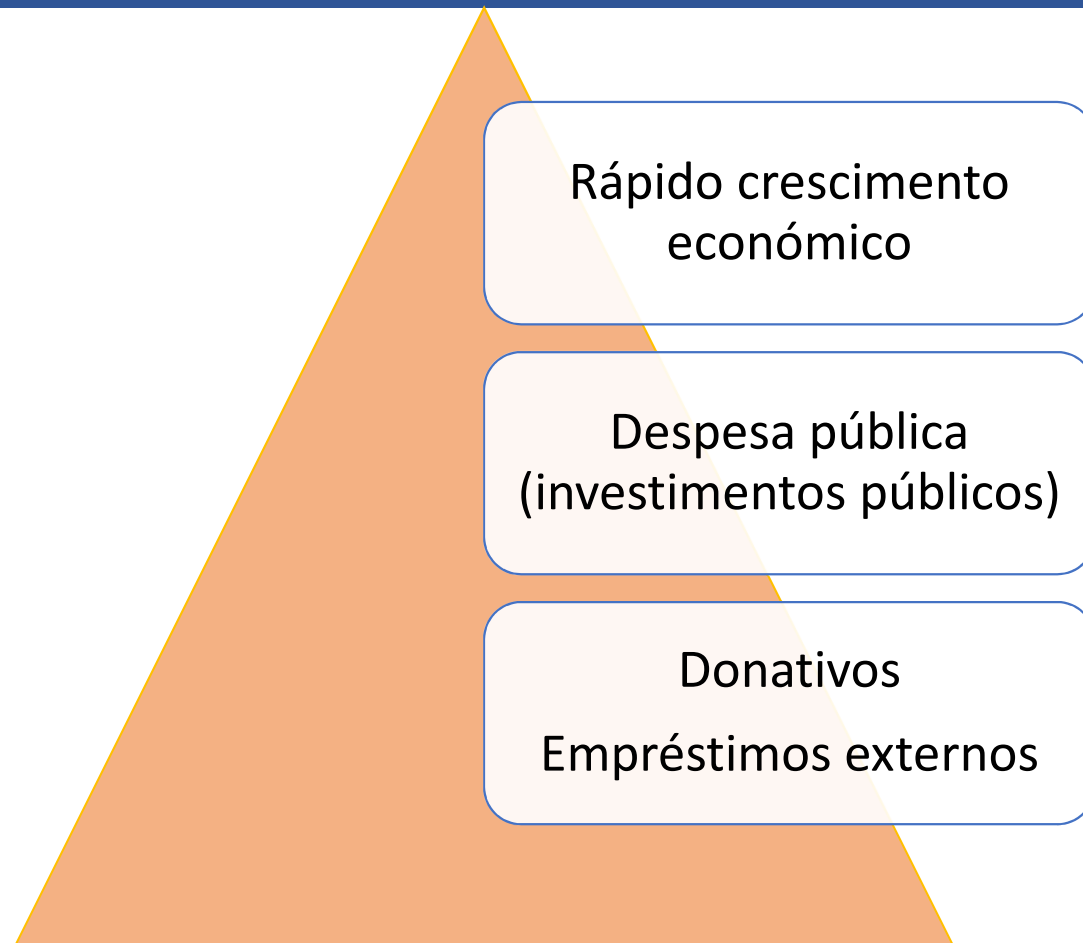 Rápido crescimento
económico
Despesa pública
(investimentos públicos)
Donativos
Empréstimos externos